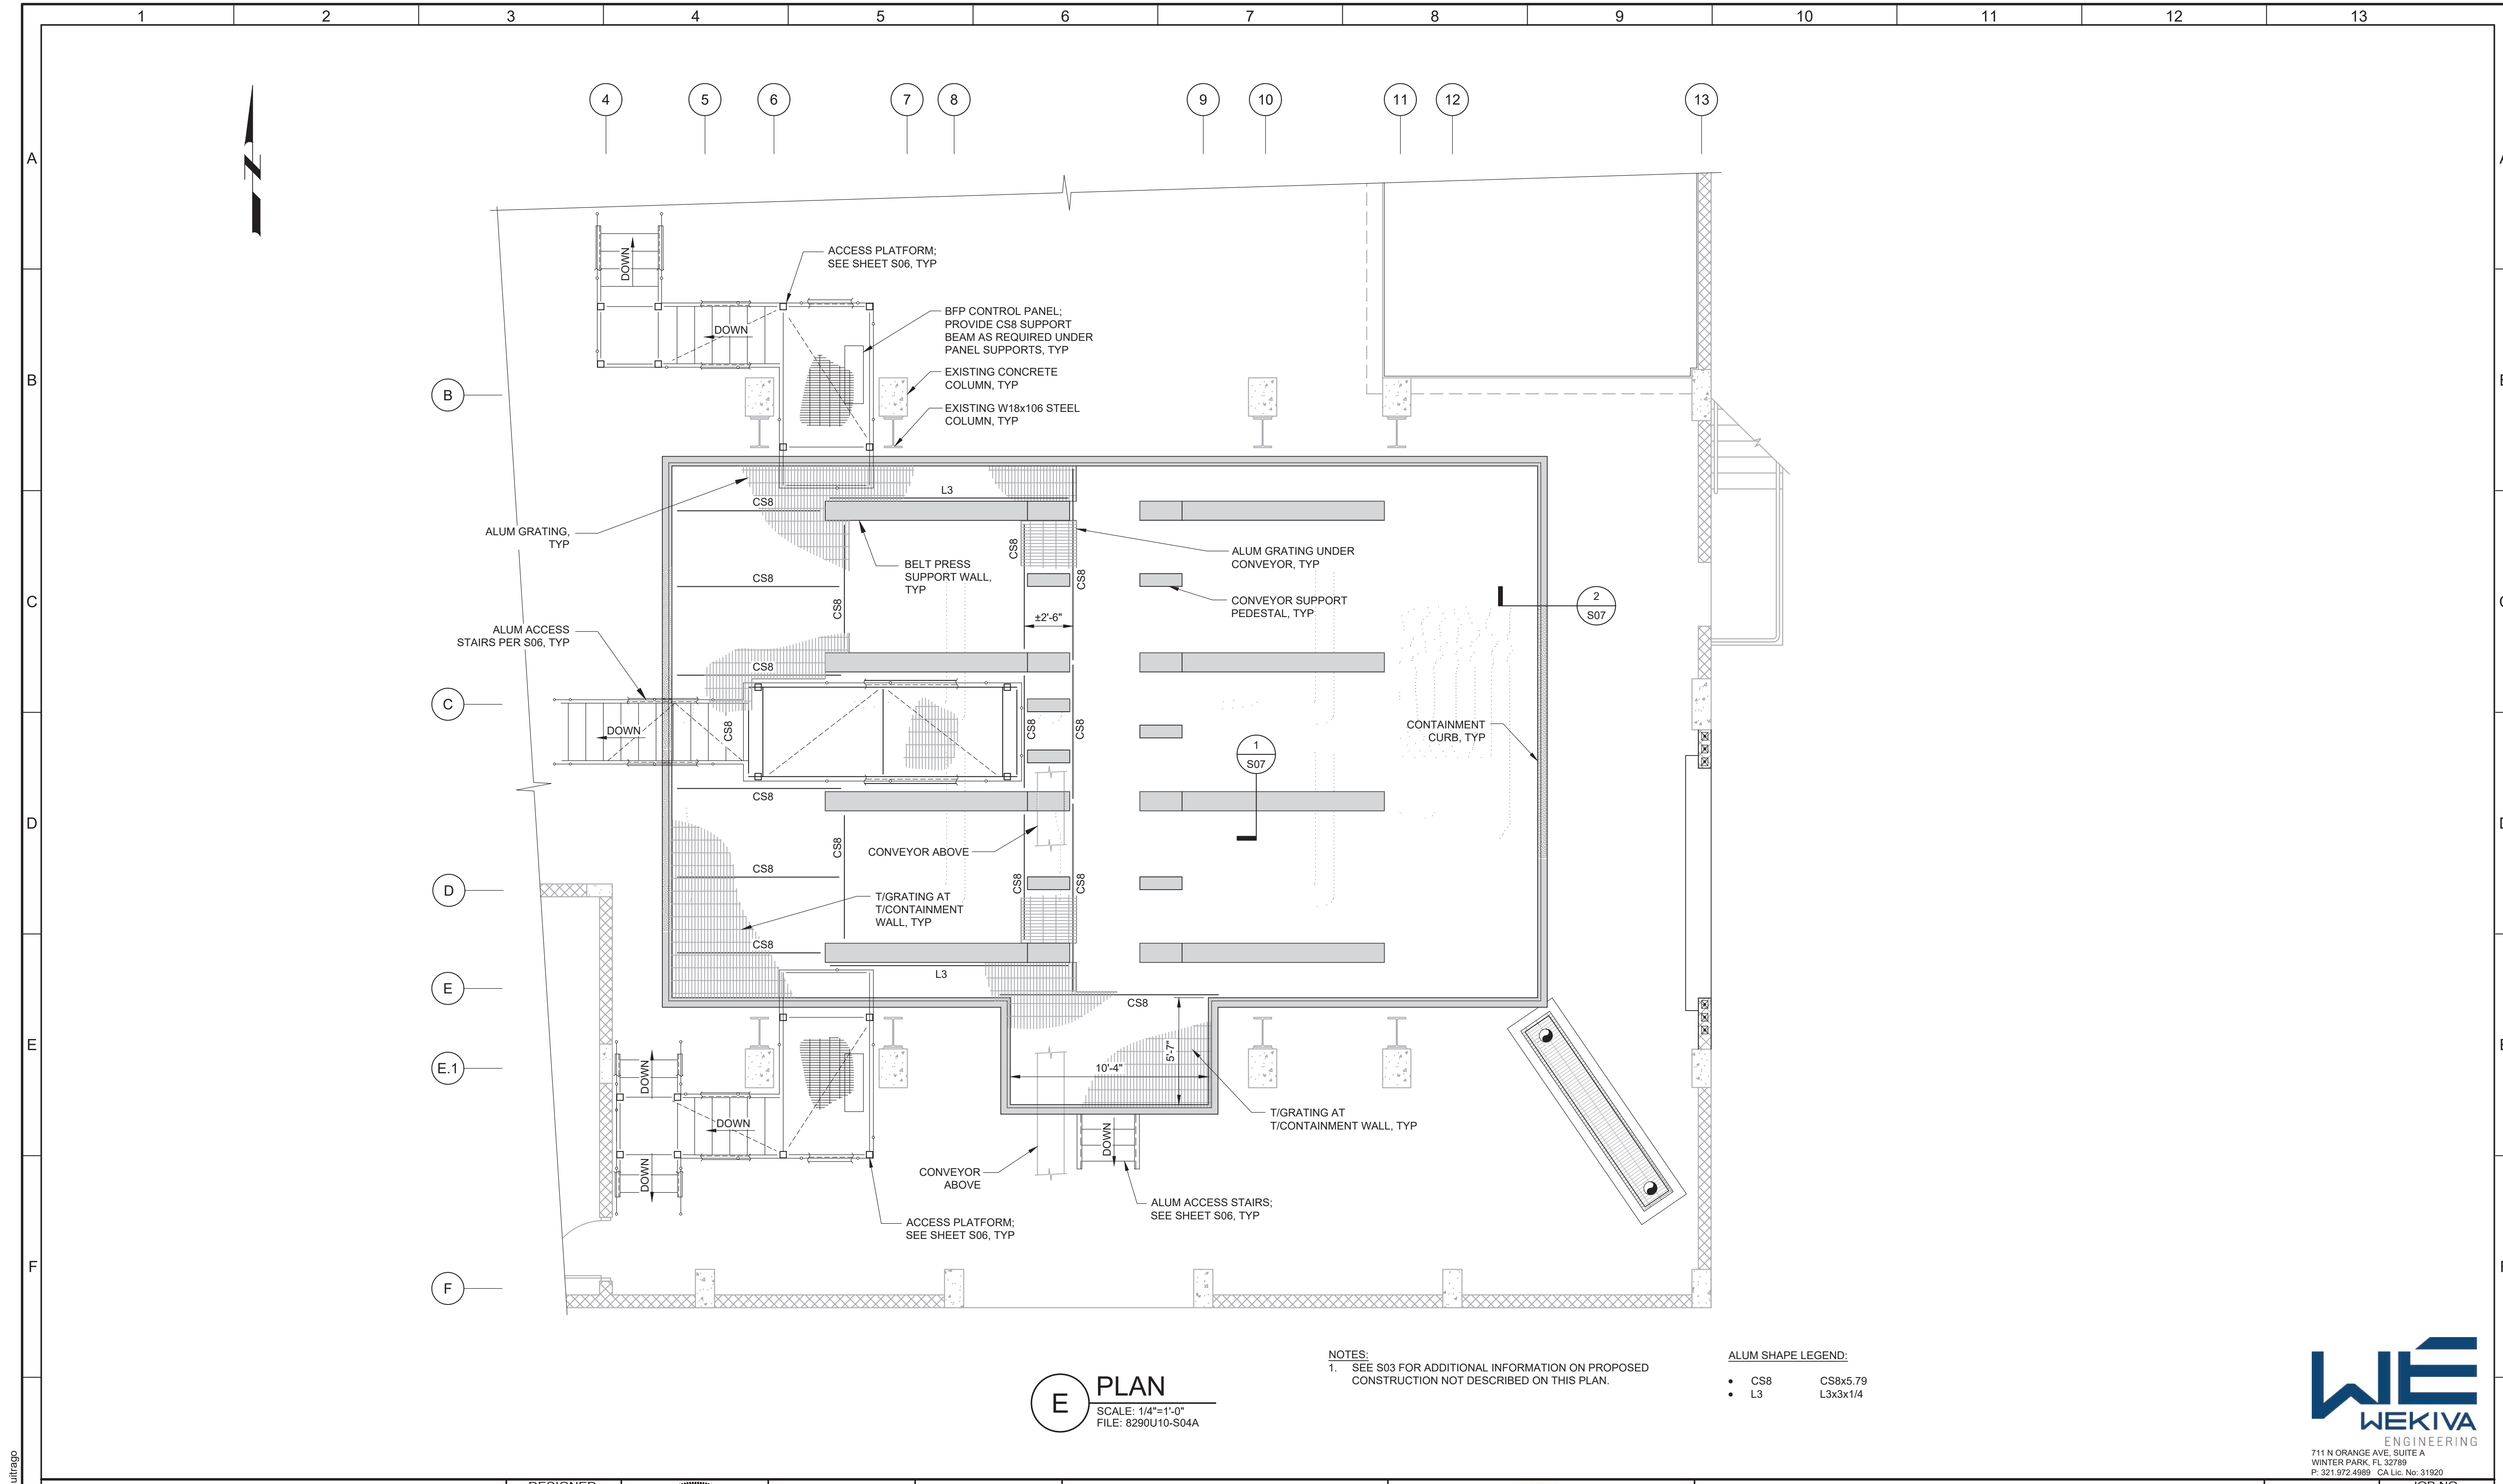 1 2 3 4 5 6 7 8 9 10 11 12 13
4 5 6 7 8 9 10 11 12 13
A
B
C
D
E
F
B
C
D
E
E.1
F
N
DOWN
DOWN
ACCESS PLATFORM;
SEE SHEET S06, TYP
BFP CONTROL PANEL;
PROVIDE CS8 SUPPORT
BEAM AS REQUIRED UNDER
PANEL SUPPORTS, TYP
EXISTING CONCRETE
COLUMN, TYP
EXISTING W18x106 STEEL
COLUMN, TYP
L3
CS8
ALUM GRATING,
TYP
BELT PRESS
SUPPORT WALL,
TYP
CS8
CS8
CS8
CS8
ALUM GRATING UNDER
CONVEYOR, TYP
CONVEYOR SUPPORT
PEDESTAL, TYP
±2'-6"
2
S07
ALUM ACCESS
STAIRS PER S06, TYP
CS8
DOWN
CS8
CS8
CS8
CONTAINMENT
CURB, TYP
1
S07
CS8
CS8
CONVEYOR ABOVE
CS8
CS8
CS8
T/GRATING AT
T/CONTAINMENT
WALL, TYP
CS8
L3
CS8
5'-7"
10'-4"
DOWN
DOWN
DOWN
DOWN
T/GRATING AT
T/CONTAINMENT WALL, TYP
CONVEYOR
ABOVE
ALUM ACCESS STAIRS;
SEE SHEET S06, TYP
ACCESS PLATFORM;
SEE SHEET S06, TYP
E
PLAN
SCALE: 1/4"=1'-0"
FILE: 8290U10-S04A
NOTES:
1. SEE S03 FOR ADDITIONAL INFORMATION ON PROPOSED
CONSTRUCTION NOT DESCRIBED ON THIS PLAN.
ALUM SHAPE LEGEND:
• CS8 CS8x5.79
• L3 L3x3x1/4
WE
WEKIVA
ENGINEERING
711 N ORANGE AVE, SUITE A
WINTER PARK, FL 32789
P: 321.972.4989 CA Lic. No: 31920